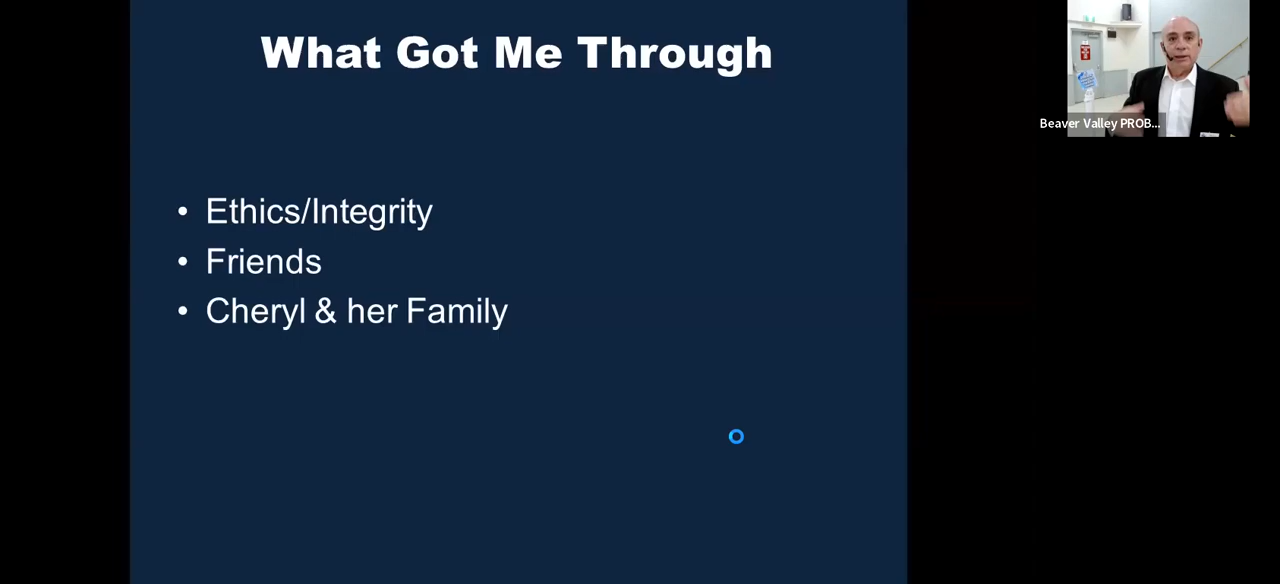 What Got Me Through
• Ethics/Integrity
• Friends
• Cheryl & her Family
Beaver Valley PROB...